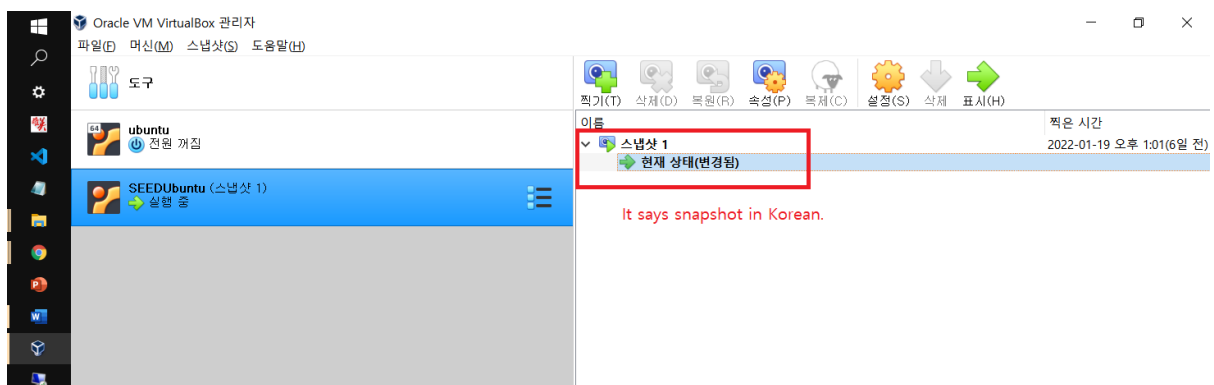 Oracle VM VirtualBox 관리자
파일(F) 머신(M) 스냅샷(S) 도움말(H)
도구
찍기(T) 삭제(D) 복원(R) 속성(P) 복제(C) 설정(S) 삭제 표시(H)
64
ubuntu
전원 꺼짐
SEEDUbuntu (스냅샷 1)
실행 중
이름 찍은 시간
스냅샷 1 2022-01-19 오후 1:01(6일 전)
현재 상태(변경됨)
It says snapshot in Korean.